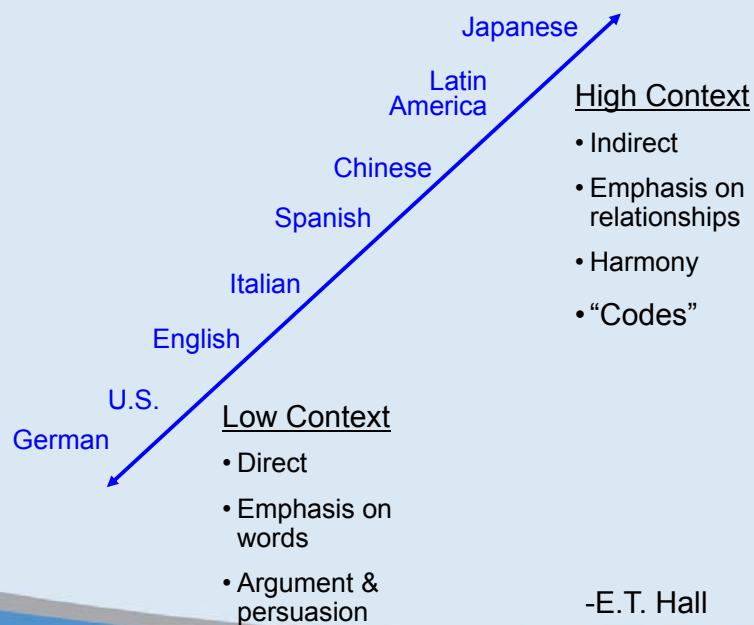 Japanese
Latin
America
Chinese
Spanish
Italian
English
U.S.
German
High Context
• Indirect
• Emphasis on
relationships
• Harmony
• “Codes”
Low Context
• Direct
• Emphasis on
words
• Argument &
persuasion
-E.T. Hall